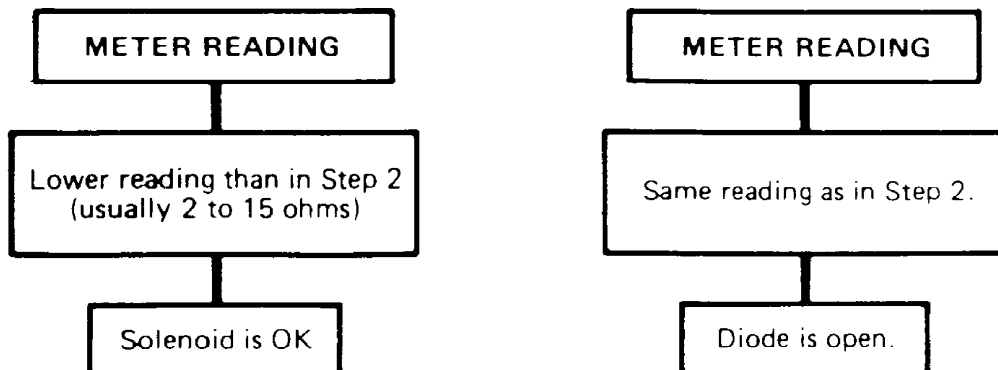 METER READING
Lower reading than in Step 2
(usually 2 to 15 ohms)
Solenoid is OK
METER READING
Same reading as in Step 2.
Diode is open.